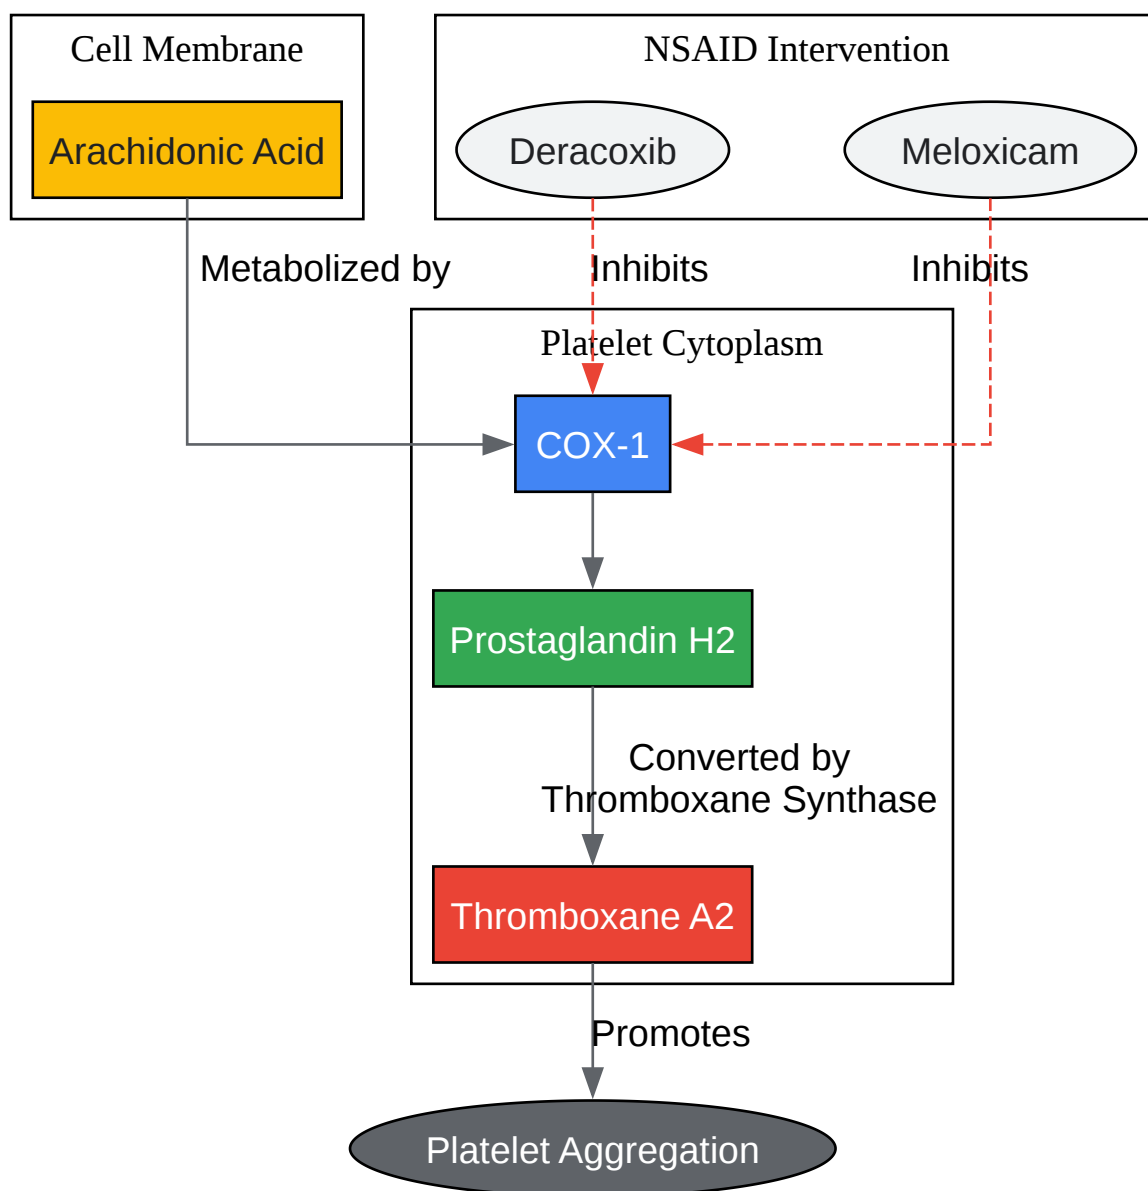 Cell Membrane
NSAID Intervention
Arachidonic Acid
Deracoxib
Meloxicam
Metabolized by
Inhibits
Inhibits
Platelet Cytoplasm
COX-1
Prostaglandin H2
Converted by
Thromboxane Synthase
Thromboxane A2
Promotes
Platelet Aggregation